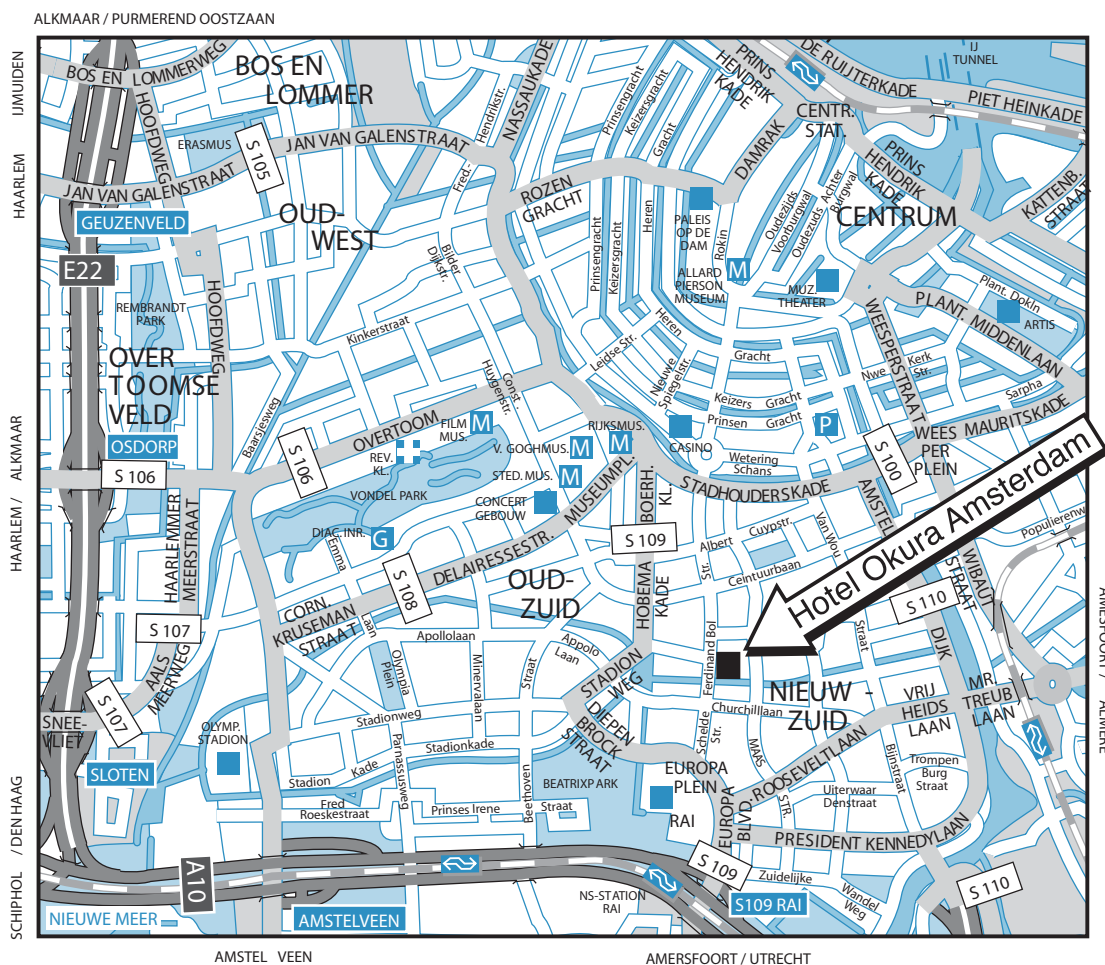 ALKMAAR / PURMEREND OOSTZAAN
IJMUIDEN
HAARLEM
HAARLEM / ALKMAAR
SCHIPHOL / DEN HAAG
AMERSFOORT / ALMERE
AMSTEL VEEN
AMERSFOORT / UTRECHT
BOS EN LOMMERWEG
BOS EN
LOMMER
HOOFDWEG
ERASMUS
S 105
JAN VAN GALENSTRAAT
JAN VAN GALENSTRAAT
GEUZENVELD
E22
OUD-
WEST
Fred.-
Hendrikstr.
NASSAUKADE
ROZEN
GRACHT
Bilder
Dijkstr.
Prinsengracht
Keizersgracht
Heren
Gracht
Prinsengracht
Keizersgracht
PRINS
HENDRIK
KADE
DE RUIJTERKADE
IJ
TUNNEL
PIET HEINKADE
CENTR.
STAT.
DAMRAK
PRINS
HENDRIK
KADE
KATTENB.
STRAAT
CENTRUM
PALEIS
OP DE
DAM
Rokin
Oudezijds
Voorburgwal
Oudezijds Achter
Burgwal
ALLARD
PIERSON
MUSEUM
M
MUZ.
THEATER
Plant. Dokln
ARTIS
PLANT. MIDDENLAAN
WEESPERSTRAAT
REMBRANDT
PARK
HOOFDWEG
OVER
TOOMSE
VELD
OSDORP
S 106
Kinkerstraat
Baarsjesweg
S 106
OVERTOOM
Const.
Huygenstr.
Leidse Str.
Heren
Gracht
Nieuwe
Spiegelstr.
Keizers Gracht
Prinsen Gracht
P
Nwe Kerk
Str.
Sarpha
WEES
PER
PLEIN
MAURITSKADE
S 100
FILM
MUS.
M
REV.
KL.
V. GOGHMUS.
M
RIJKSMUS.
M
STED. MUS.
M
CASINO
Wetering
Schans
STADHOUDERSKADE
VONDEL PARK
CONCERT
GEBOUW
MUSEUMPL.
DIAC. INR.
G
Emma
Laan
HAARLEMMER
MEERSTRAAT
DELAIRESSESTR.
S 108
CORN.
KRUSEMAN
STRAAT
OUD-
ZUID
BOERH.
KL.
S 109
HOBEMA
KADE
Albert
Cuypstr.
Str.
Ceintuurbaan
Van Wou
Straat
AMSTEL
DIJK
WIBAUT
STRAAT
Populierenw
Hotel Okura Amsterdam
S 110
S 107
AALS
MEERWEG
S 107
SNEE-
VLIET
Apollolaan
Appolo
Laan
Olympia
Plein
Minervalaan
Straat
STADION
WEG
Ferdinand Bol
NIEUW -
ZUID
VRIJ
HEIDS
LAAN
MR.
TREUB
LAAN
OLYMP.
STADION
Stadionweg
Stadionkade
Stadion
Kade
Parnassusweg
DIEPEN
BROCK
STRAAT
Churchilllaan
Schelde
Str.
MAAS
STR.
ROOSEVELTLAAN
Bijnstraat
Trompen
Burg
Straat
SLOTEN
Fred
Roeskestraat
Prinses Irene
Straat
Beethoven
BEATRIXPARK
EUROPA
PLEIN
RAI
EUROPA
BLVD.
Uiterwaar
Denstraat
PRESIDENT KENNEDYLAAN
A10
NIEUWE MEER
AMSTELVEEN
NS-STATION
RAI
S 109
S109 RAI
Zuidelijke
Wandel
Weg
S 110